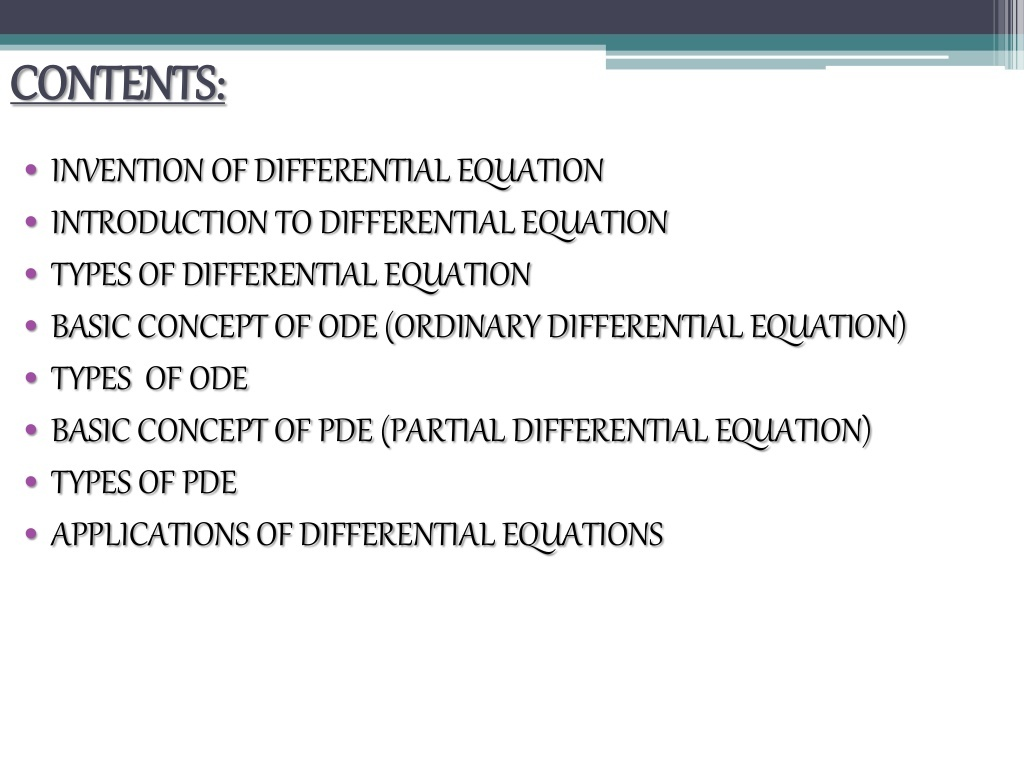 CONTENTS:
• INVENTION OF DIFFERENTIAL EQUATION
• INTRODUCTION TO DIFFERENTIAL EQUATION
• TYPES OF DIFFERENTIAL EQUATION
• BASIC CONCEPT OF ODE (ORDINARY DIFFERENTIAL EQUATION)
• TYPES  OF ODE
• BASIC CONCEPT OF PDE (PARTIAL DIFFERENTIAL EQUATION)
• TYPES OF PDE
• APPLICATIONS OF DIFFERENTIAL EQUATIONS